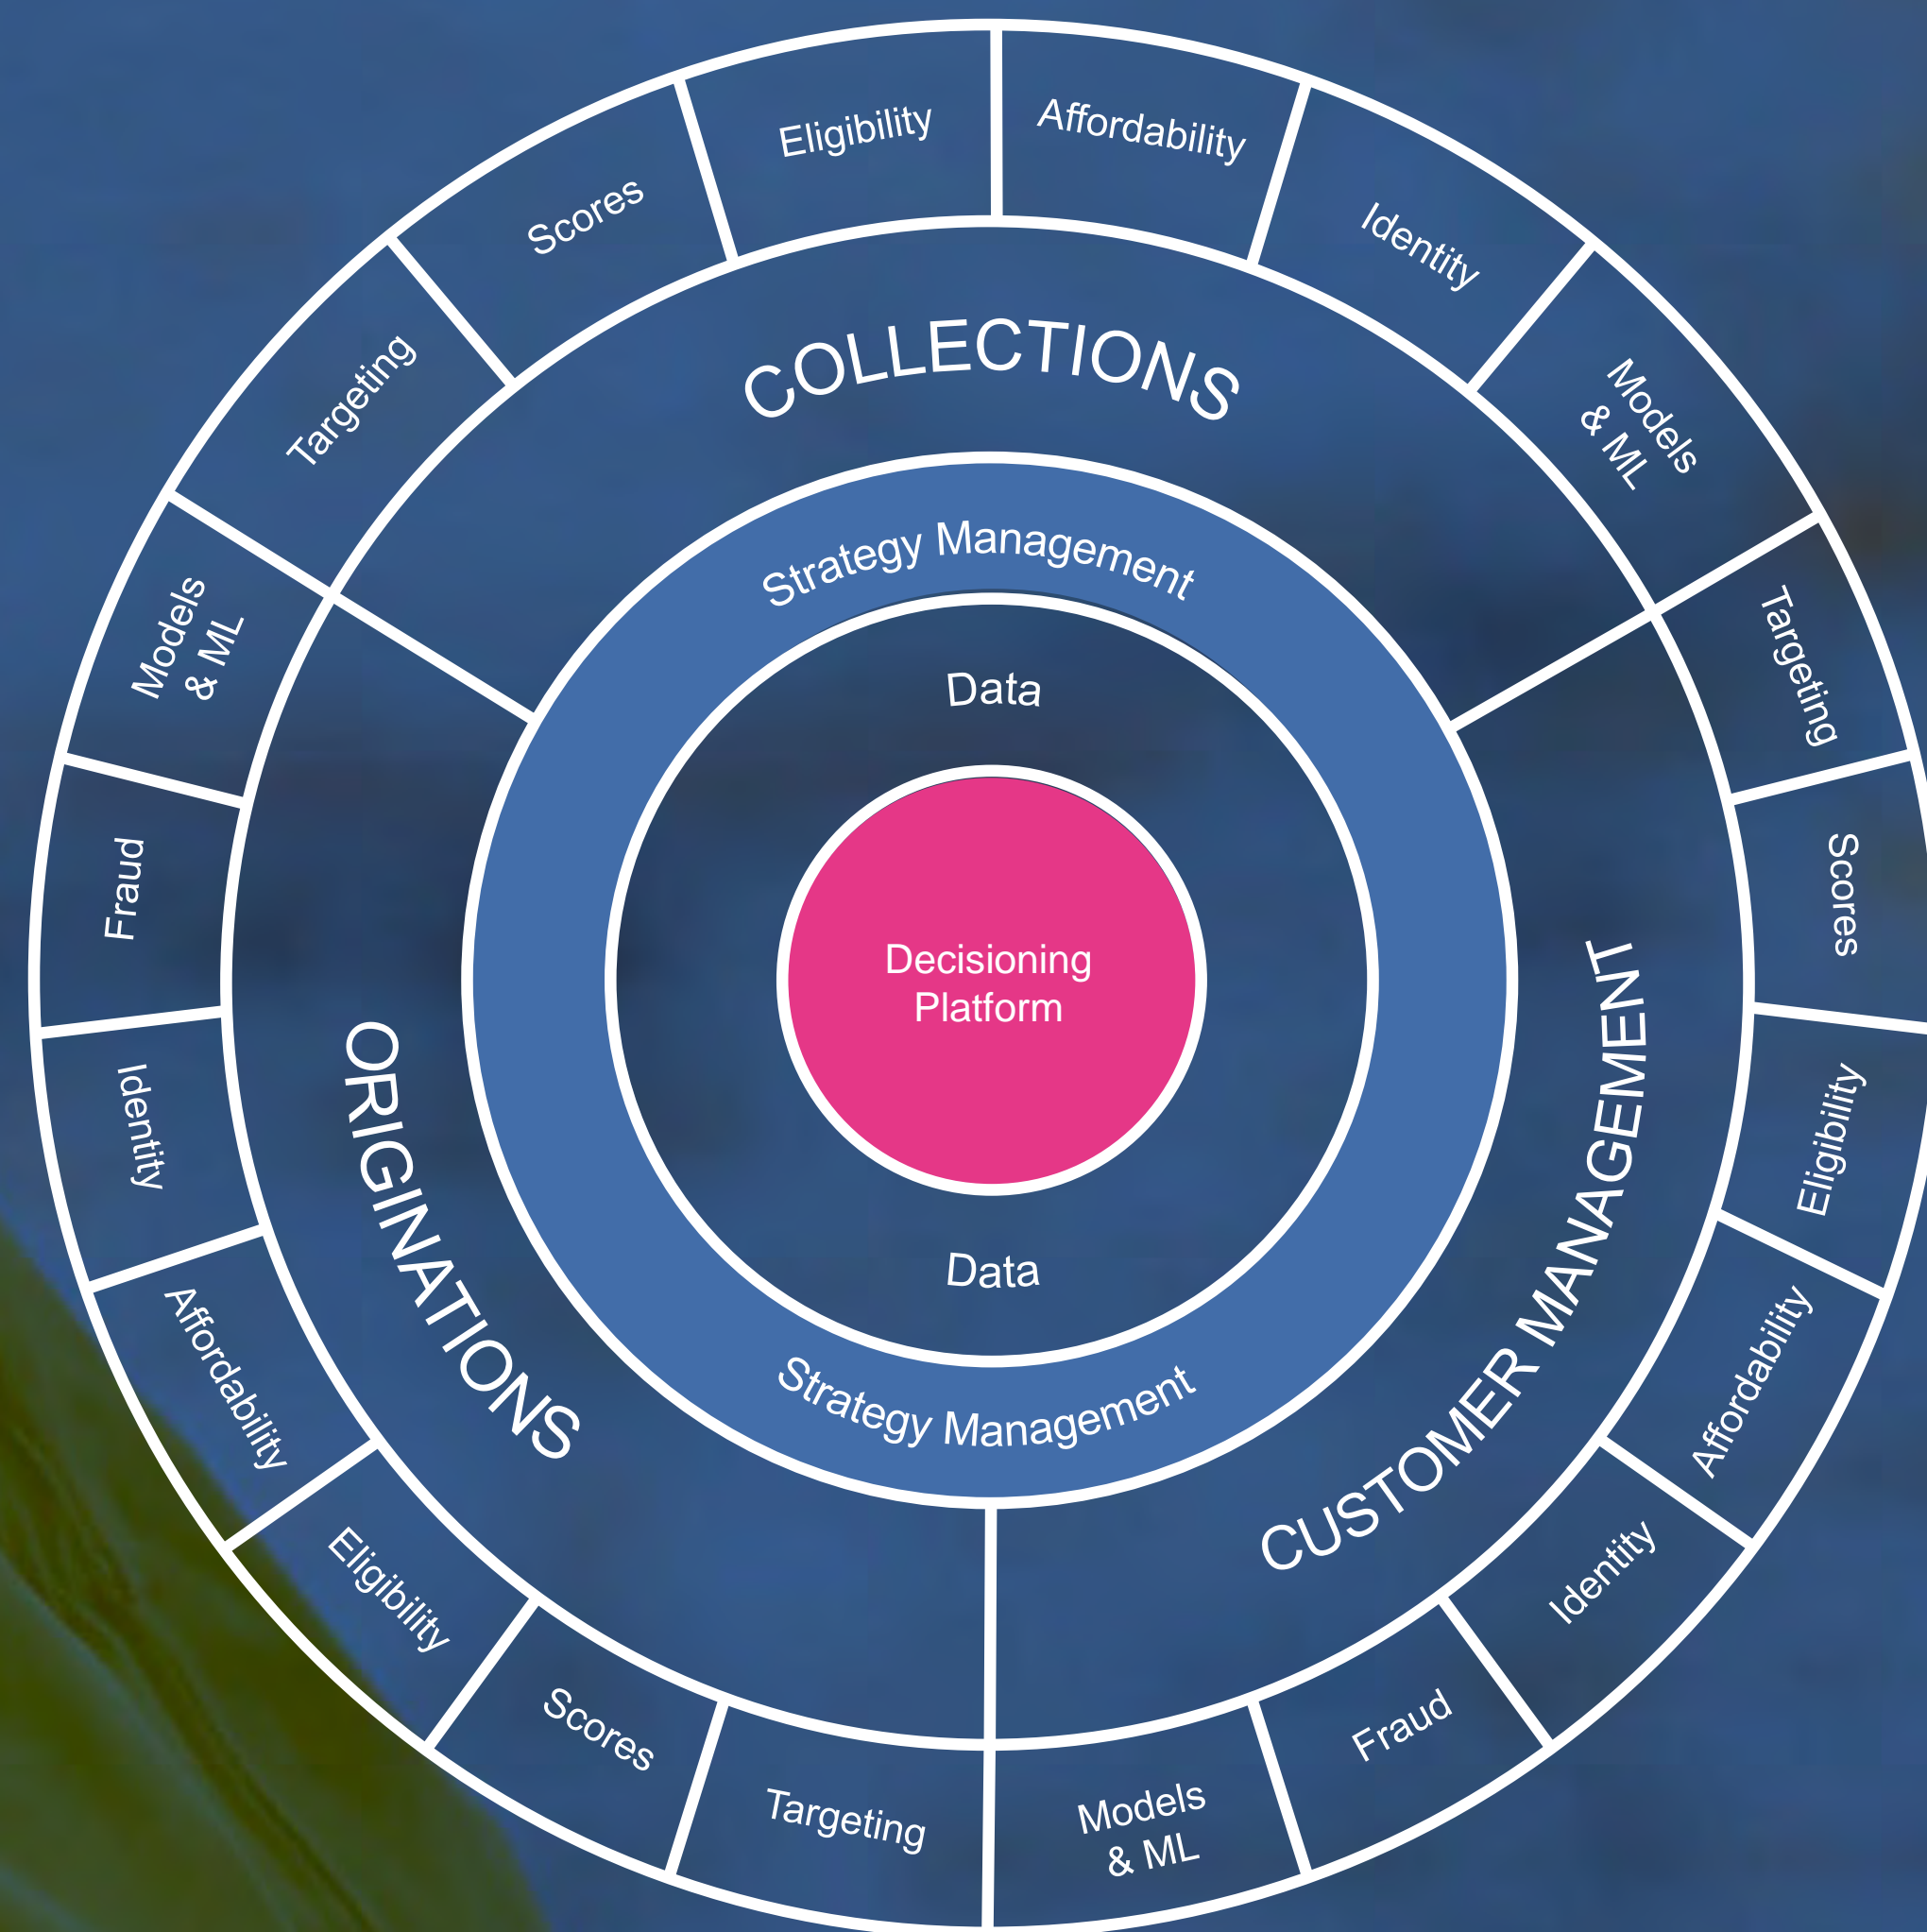 Eligibility
Affordability
Scores
Identity
Targeting
Models
& ML
COLLECTIONS
Strategy Management
Data
Decisioning
Platform
Data
Strategy Management
Models
& ML
Fraud
Identity
Affordability
Eligibility
Scores
Targeting
ORIGINATIONS
Targeting
Scores
Eligibility
Affordability
Identity
Fraud
Models
& ML
CUSTOMER MANAGEMENT